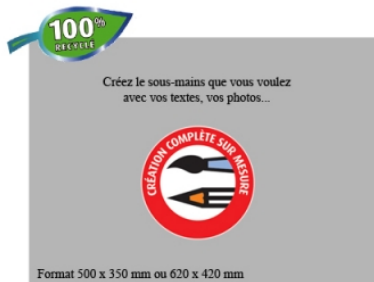 100%
RECYCLÉ
Créez le sous-mains que vous voulez
avec vos textes, vos photos...
CRÉATION COMPLÈTE SUR MESURE
Format 500 x 350 mm ou 620 x 420 mm